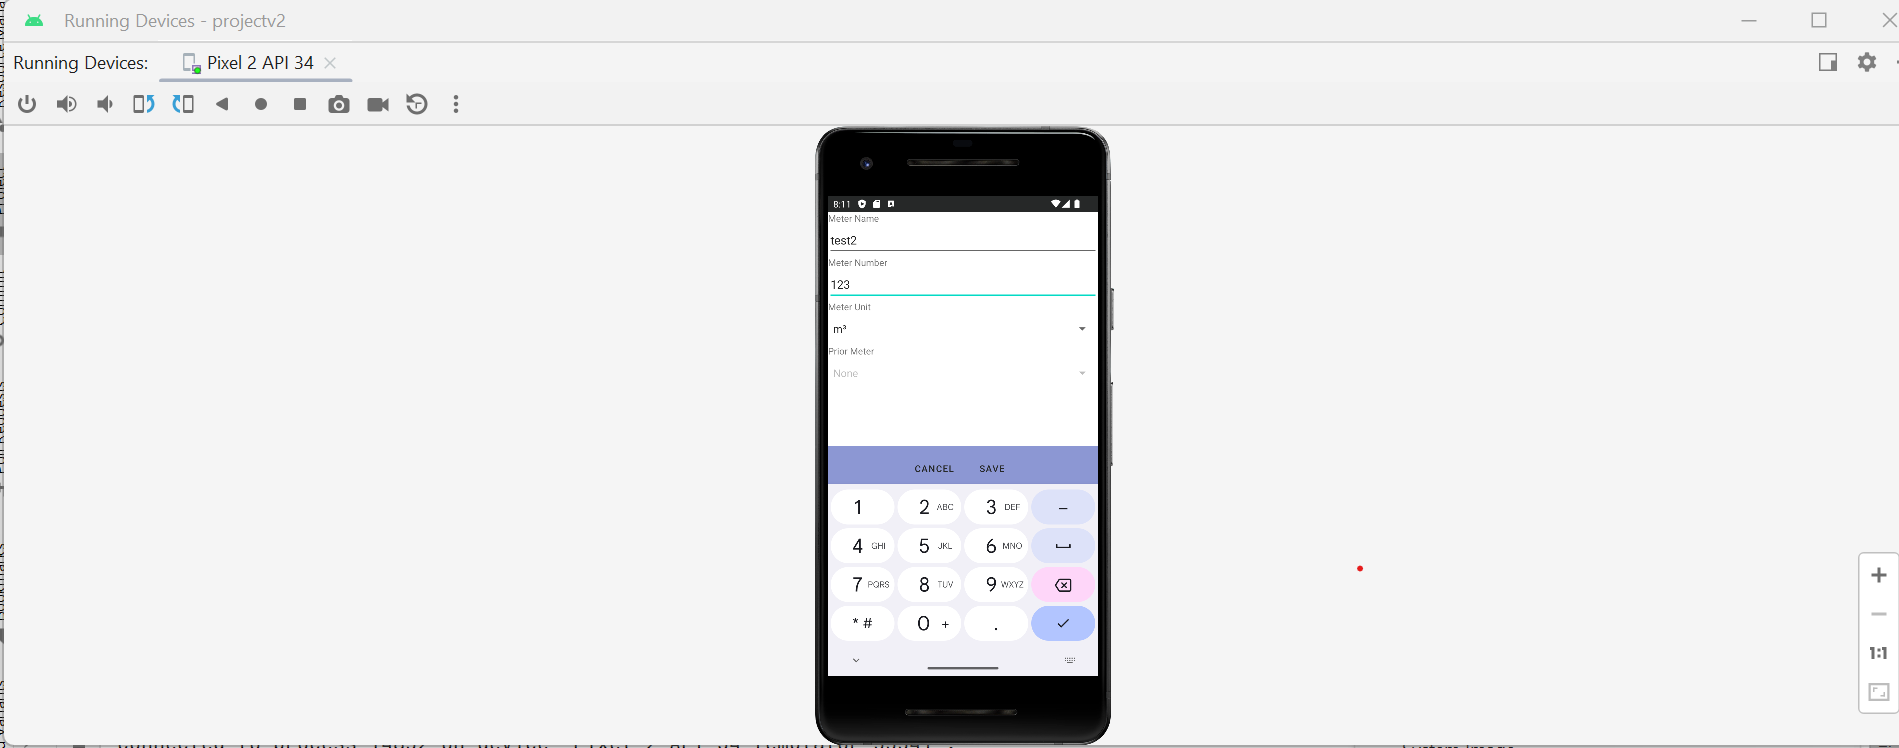 Running Devices - projectv2
Running Devices: Pixel 2 API 34
8:11
Meter Name
test2
Meter Number
123
Meter Unit
m³
Prior Meter
None
CANCEL SAVE
1 2 ABC 3 DEF –
4 GHI 5 JKL 6 MNO
7 PQRS 8 TUV 9 WXYZ
* # 0 + .
1:1